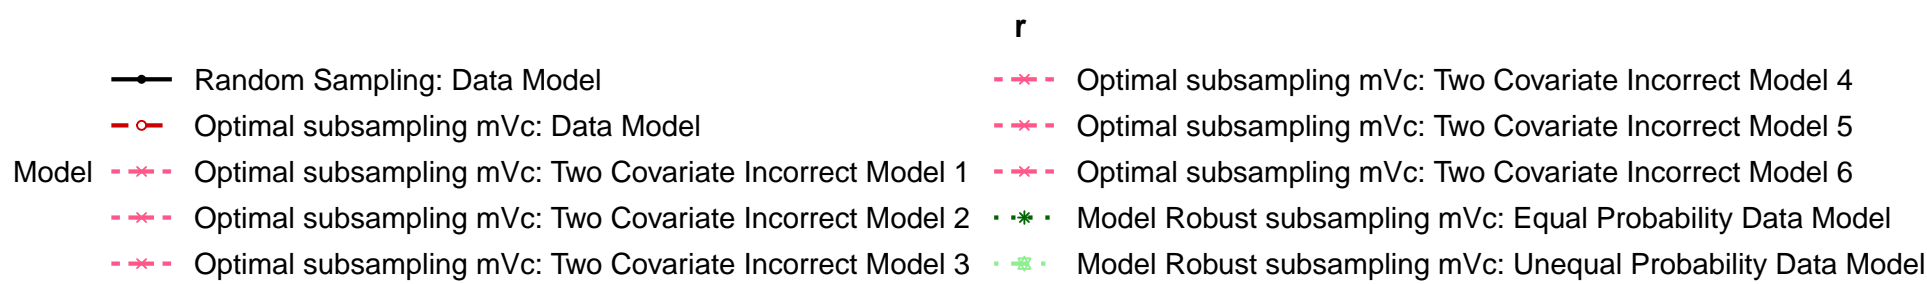 r
Model
Random Sampling: Data Model
Optimal subsampling mVc: Data Model
Optimal subsampling mVc: Two Covariate Incorrect Model 1
Optimal subsampling mVc: Two Covariate Incorrect Model 2
Optimal subsampling mVc: Two Covariate Incorrect Model 3
Optimal subsampling mVc: Two Covariate Incorrect Model 4
Optimal subsampling mVc: Two Covariate Incorrect Model 5
Optimal subsampling mVc: Two Covariate Incorrect Model 6
Model Robust subsampling mVc: Equal Probability Data Model
Model Robust subsampling mVc: Unequal Probability Data Model